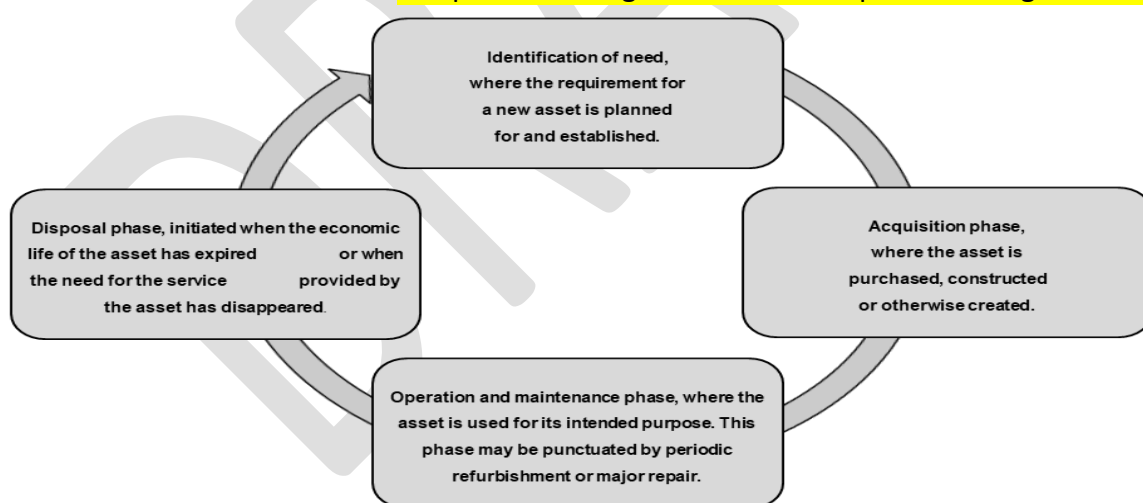 Identification of need,
where the requirement for
a new asset is planned
for and established.
Acquisition phase,
where the asset is
purchased, constructed
or otherwise created.
Operation and maintenance phase, where the
asset is used for its intended purpose. This
phase may be punctuated by periodic
refurbishment or major repair.
Disposal phase, initiated when the economic
life of the asset has expired or when
the need for the service provided by
the asset has disappeared.